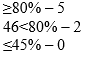 ≥80% – 5
46<80% – 2
≤45% – 0